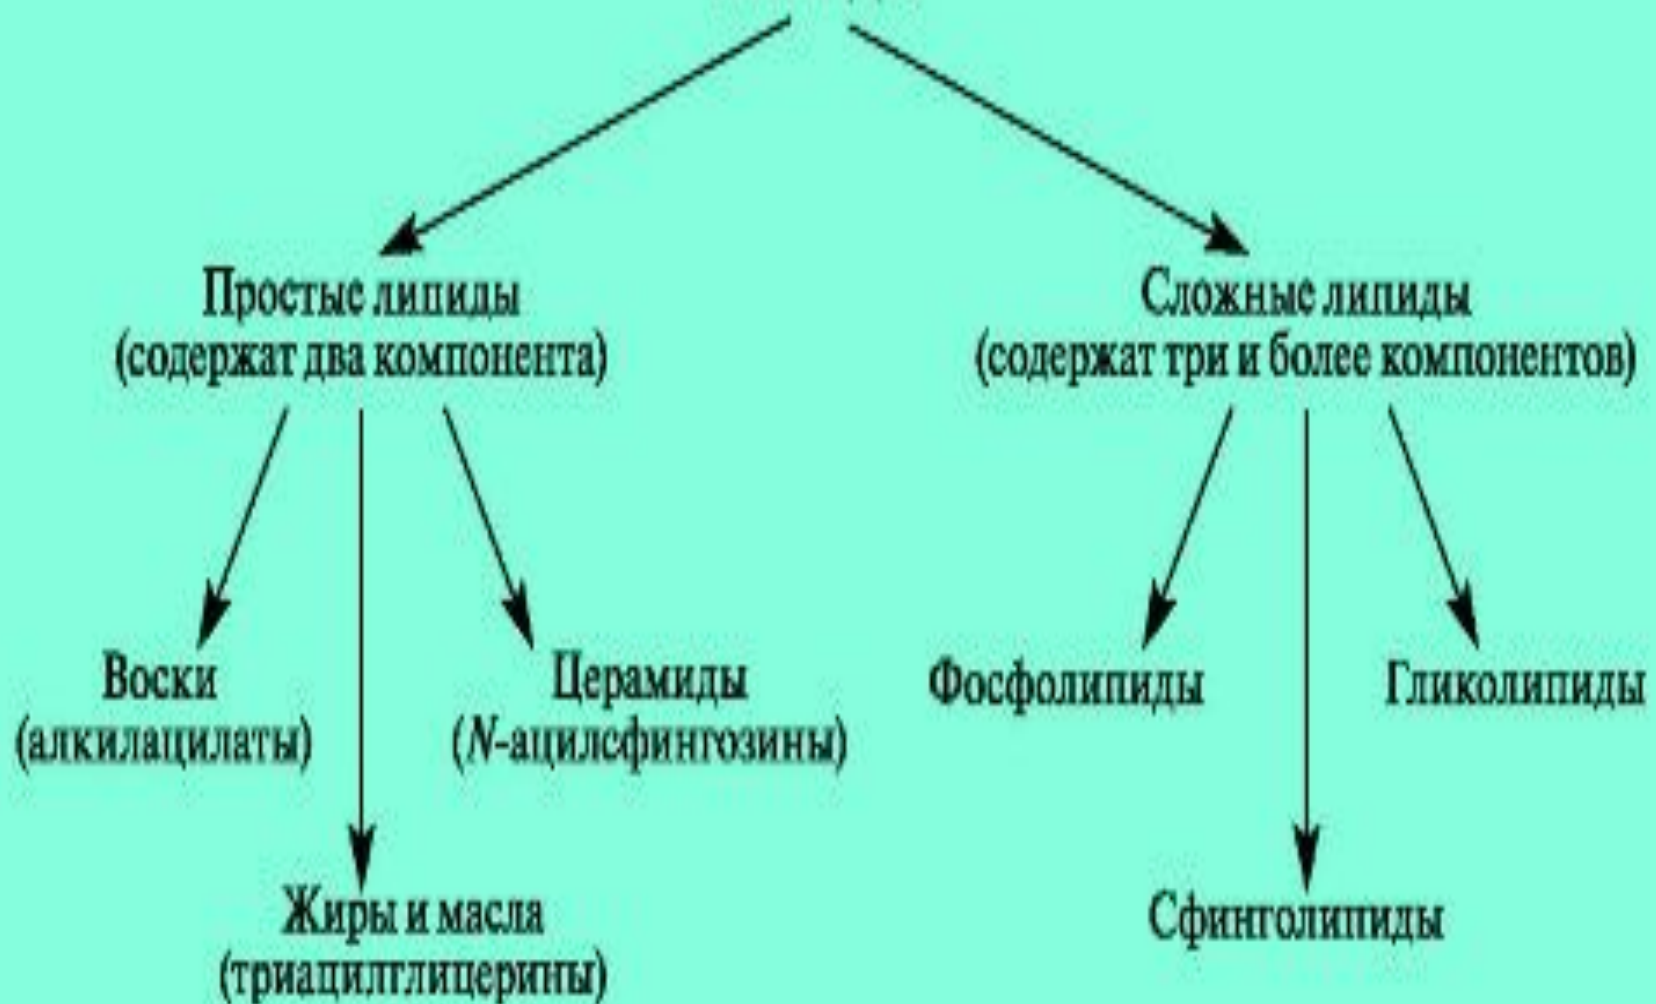 Простые липиды
(содержат два компонента)
Сложные липиды
(содержат три и более компонентов)
Воски
(алкилацилаты)
Церамиды
(N-ацилсфингозины)
Жиры и масла
(триацилглицерины)
Фосфолипиды
Гликолипиды
Сфинголипиды